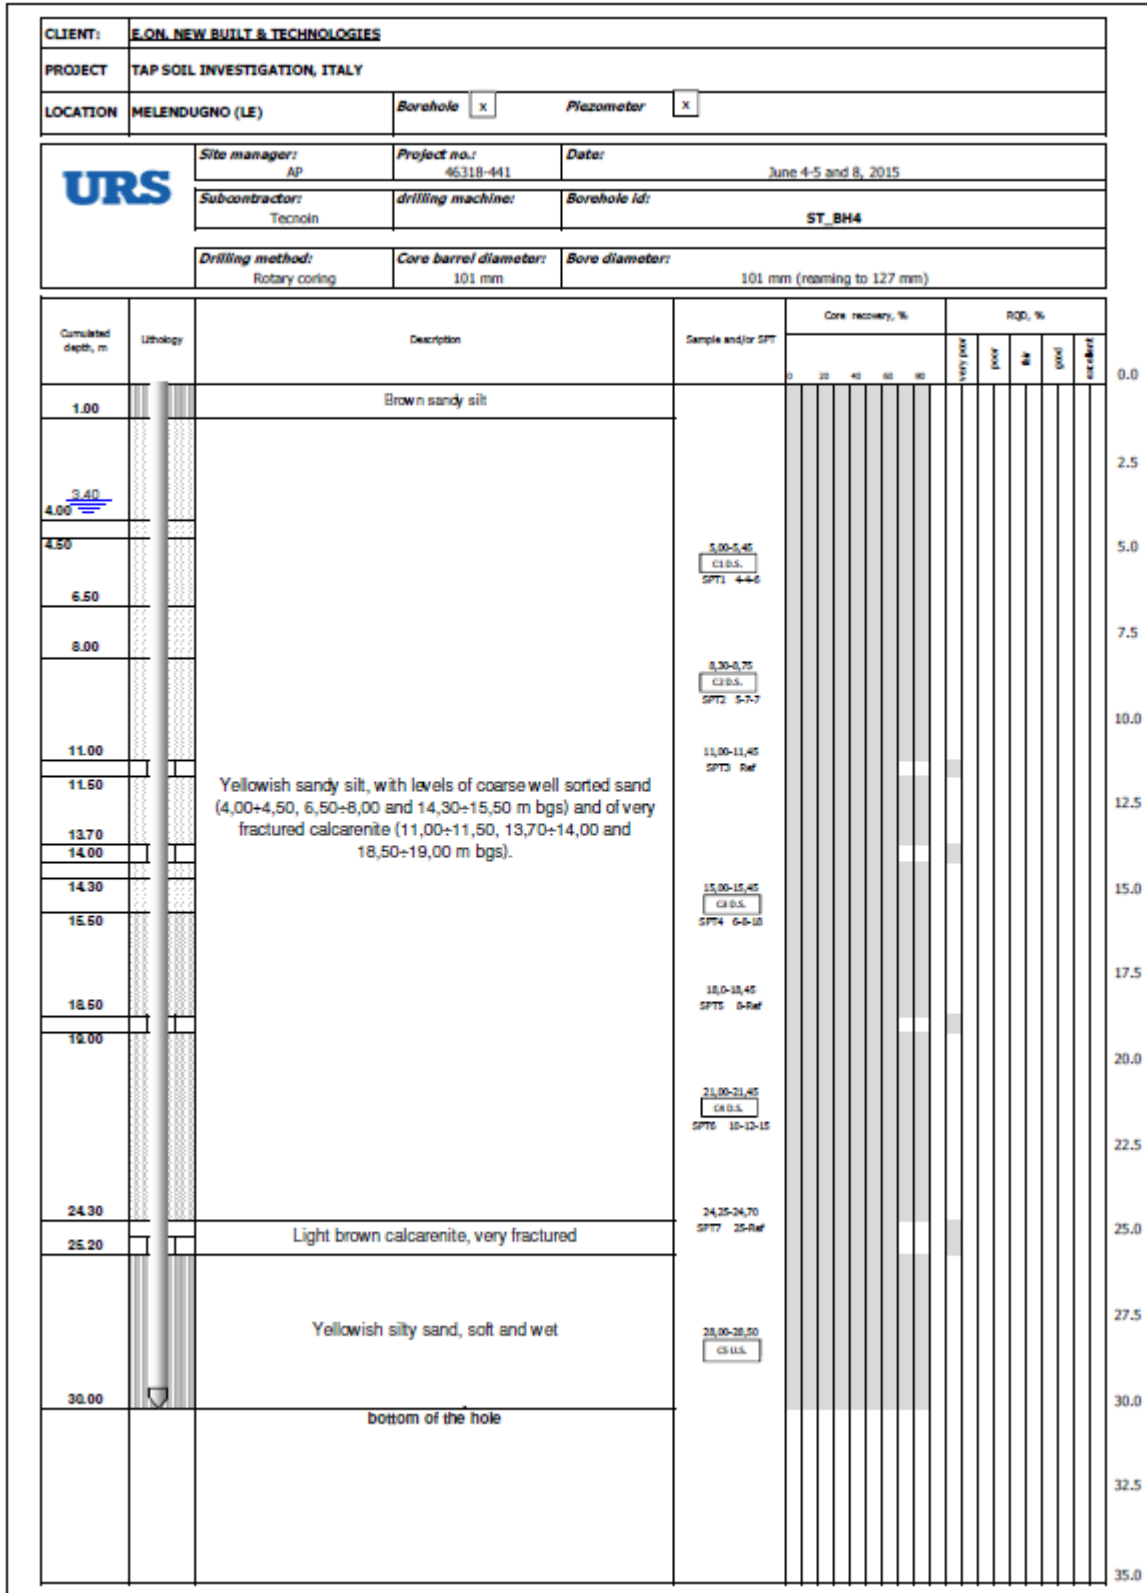 CLIENT: E.ON. NEW BUILT & TECHNOLOGIES
PROJECT TAP SOIL INVESTIGATION, ITALY
LOCATION MELENDUGNO (LE) Borehole x Piezometer x
URS
Site manager: AP
Project no.: 46318-441
Date: June 4-5 and 8, 2015
Subcontractor: Tecnoin
drilling machine:
Borehole id: ST_BH4
Drilling method: Rotary coring
Core barrel diameter: 101 mm
Bore diameter: 101 mm (reaming to 127 mm)
Cumulated depth, m
Lithology
Description
Sample and/or SPT
Core recovery, %
0 20 40 60 80
RQD, %
very poor
poor
fair
good
excellent
0.0
1.00
Brown sandy silt
2.5
3.40
4.00
4.50
5.0
5,00-5,45
C1 D.S.
SPT1 4-4-6
6.50
7.5
8.00
8,30-8,75
C2 D.S.
SPT2 5-7-7
10.0
11.00
11,00-11,45
SPT3 Ref
11.50
Yellowish sandy silt, with levels of coarse well sorted sand
(4,00÷4,50, 6,50÷8,00 and 14,30÷15,50 m bgs) and of very
fractured calcarenite (11,00÷11,50, 13,70÷14,00 and
18,50÷19,00 m bgs).
12.5
13.70
14.00
14.30
15.0
15,00-15,45
C3 D.S.
SPT4 6-8-10
15.50
17.5
18,0-18,45
SPT5 8-Ref
18.50
19.00
20.0
21,00-21,45
C4 D.S.
SPT6 10-12-15
22.5
24.30
24,25-24,70
SPT7 25-Ref
25.0
Light brown calcarenite, very fractured
25.20
27.5
Yellowish silty sand, soft and wet
28,00-28,50
C5 U.S.
30.00
30.0
bottom of the hole
32.5
35.0